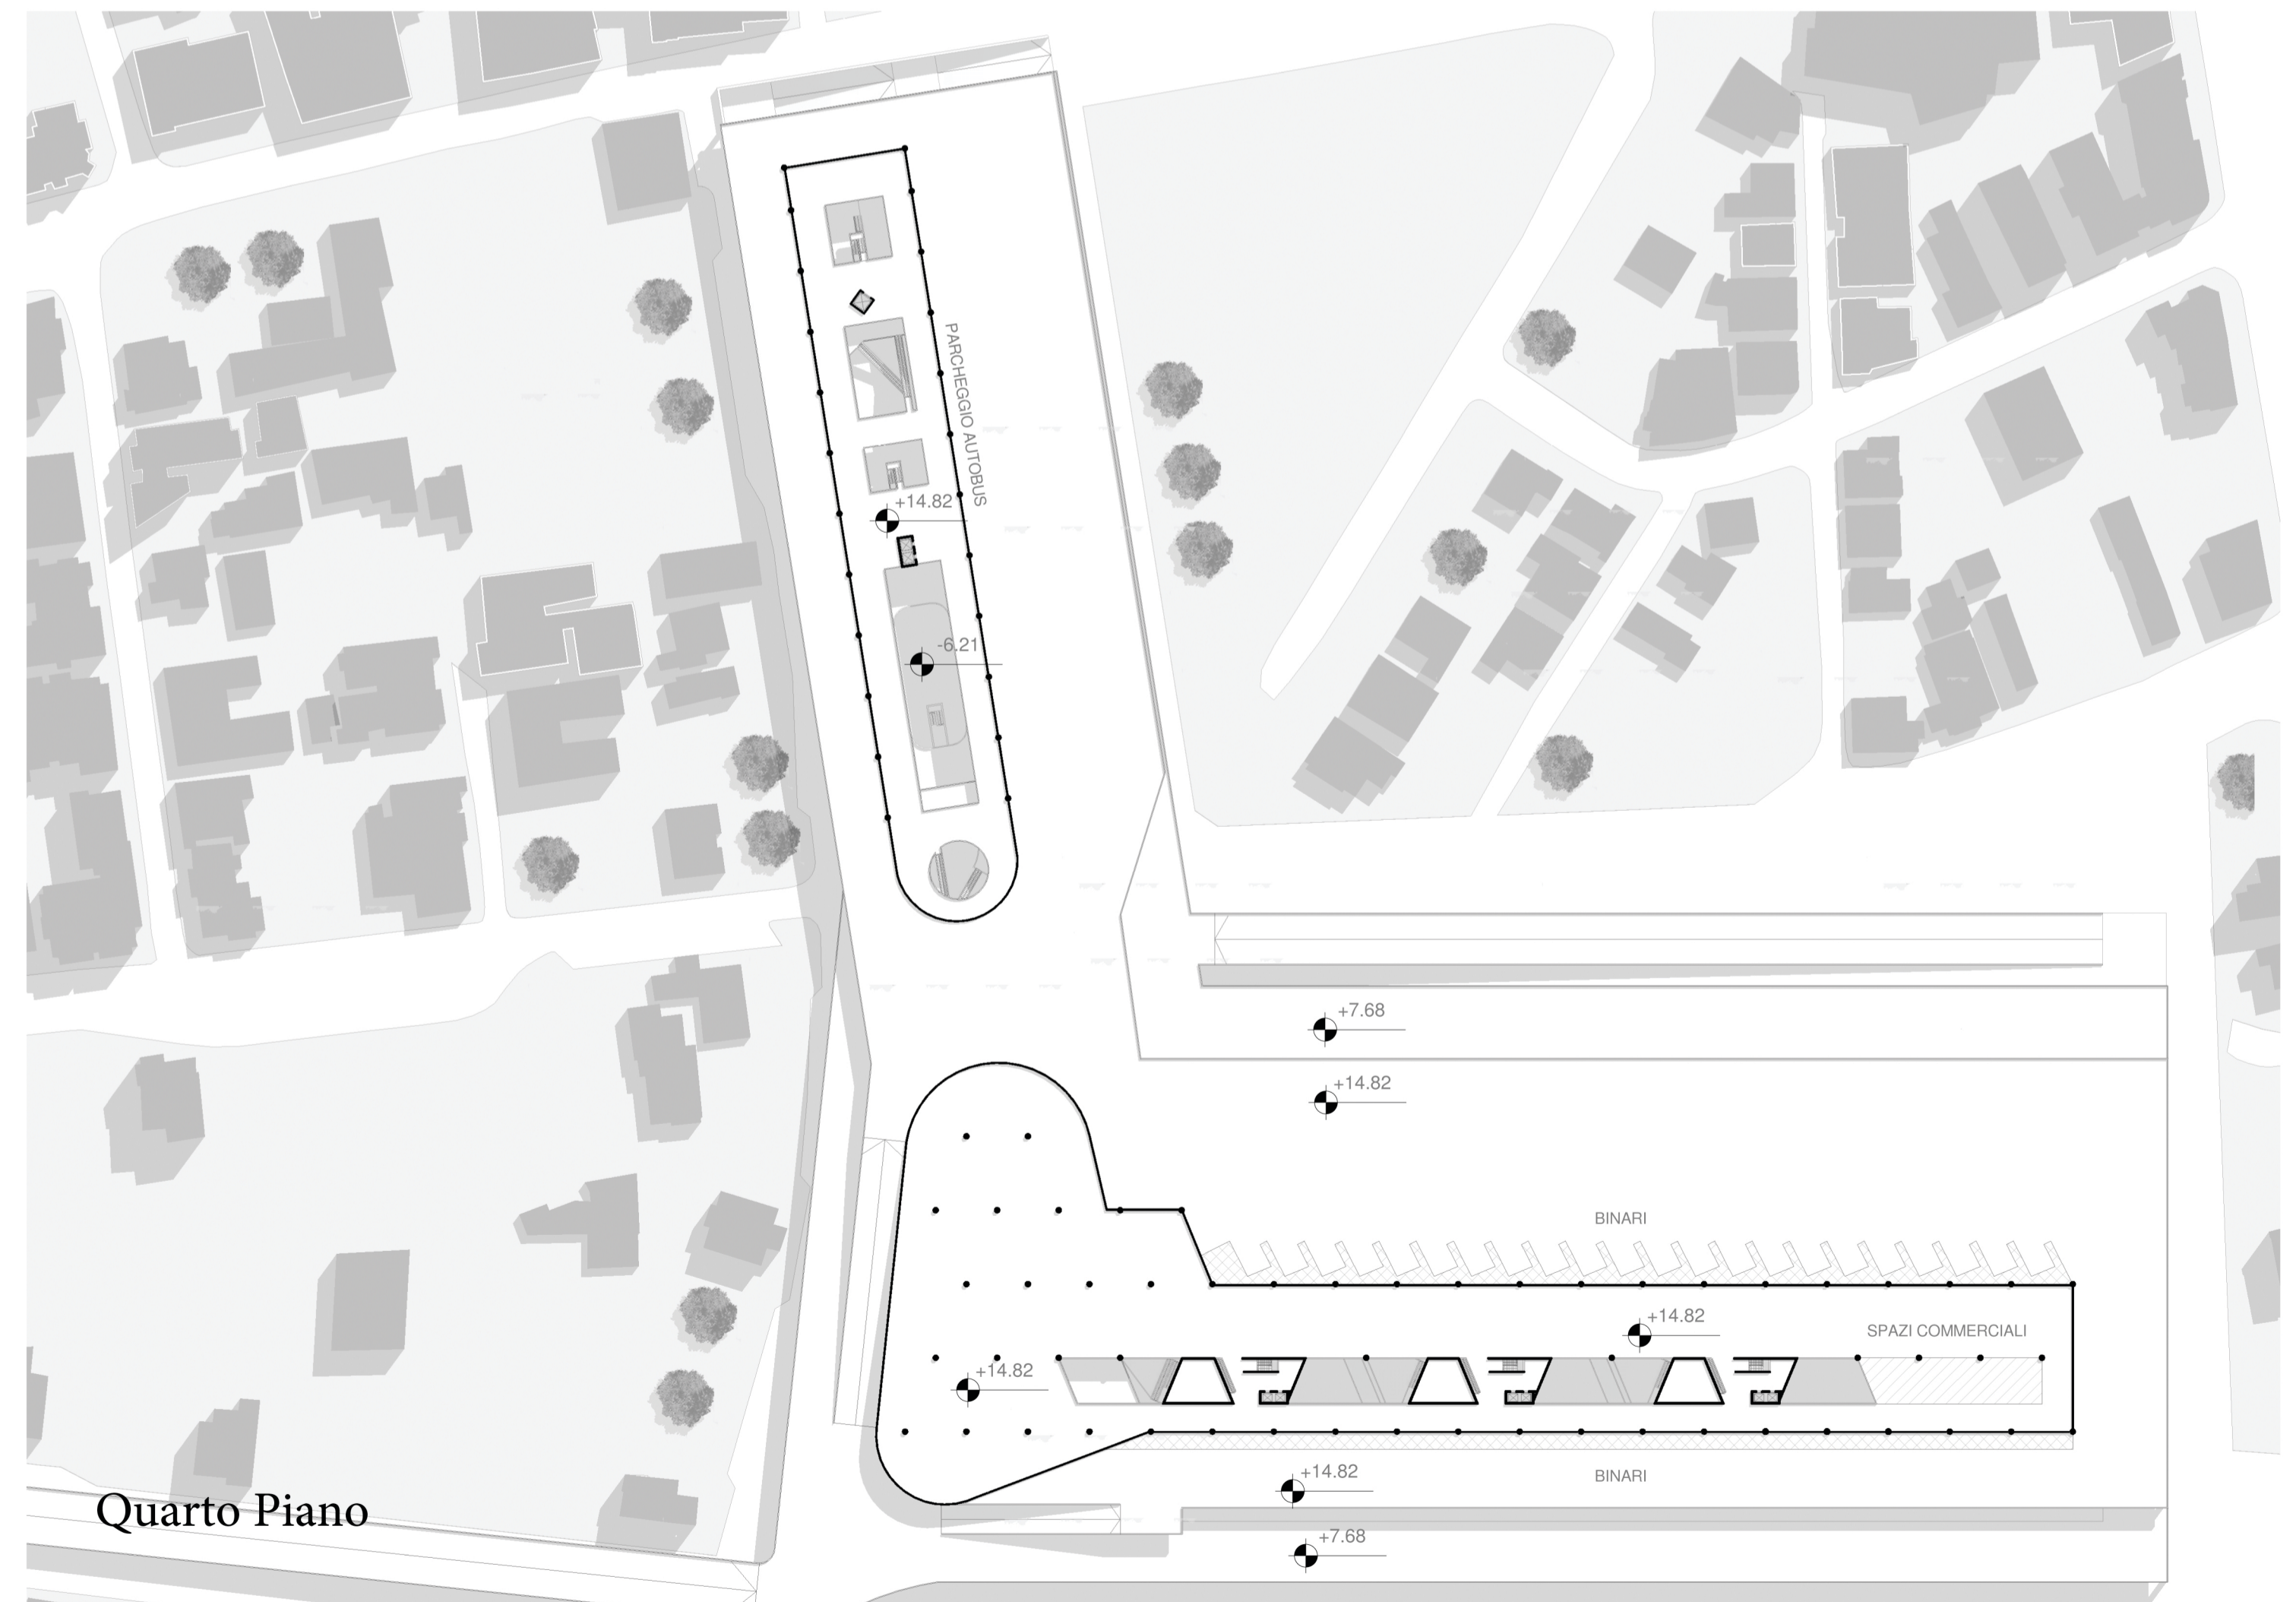 PARCHEGGIO AUTOBUS
+14.82
-6.21
+7.68
+14.82
BINARI
+14.82
SPAZI COMMERCIALI
+14.82
+14.82
BINARI
Quarto Piano
+7.68